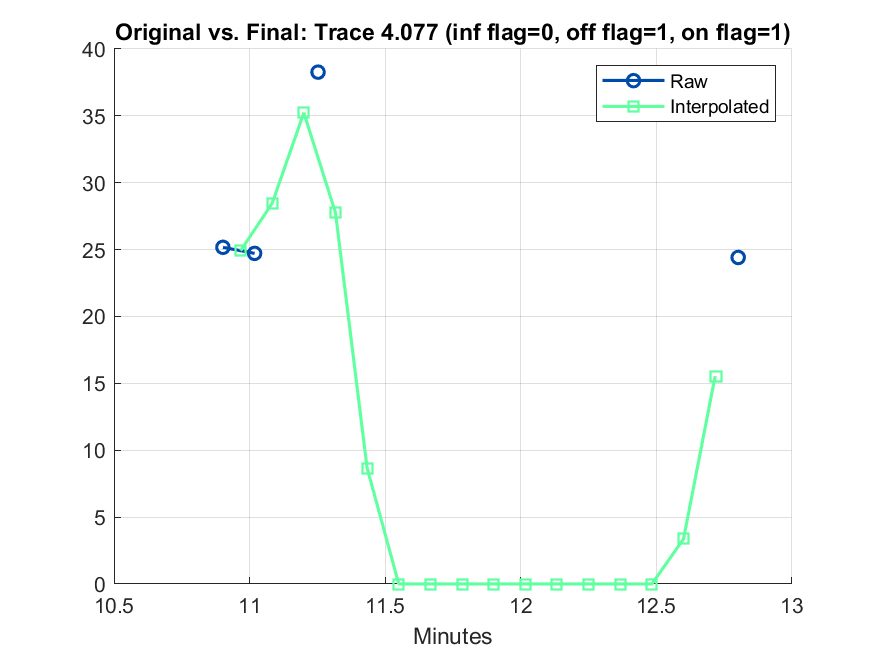 Original vs. Final: Trace 4.077 (inf flag=0, off flag=1, on flag=1)
40
35
30
25
20
15
10
5
0
Raw
Interpolated
10.5 11 11.5 12 12.5 13
Minutes